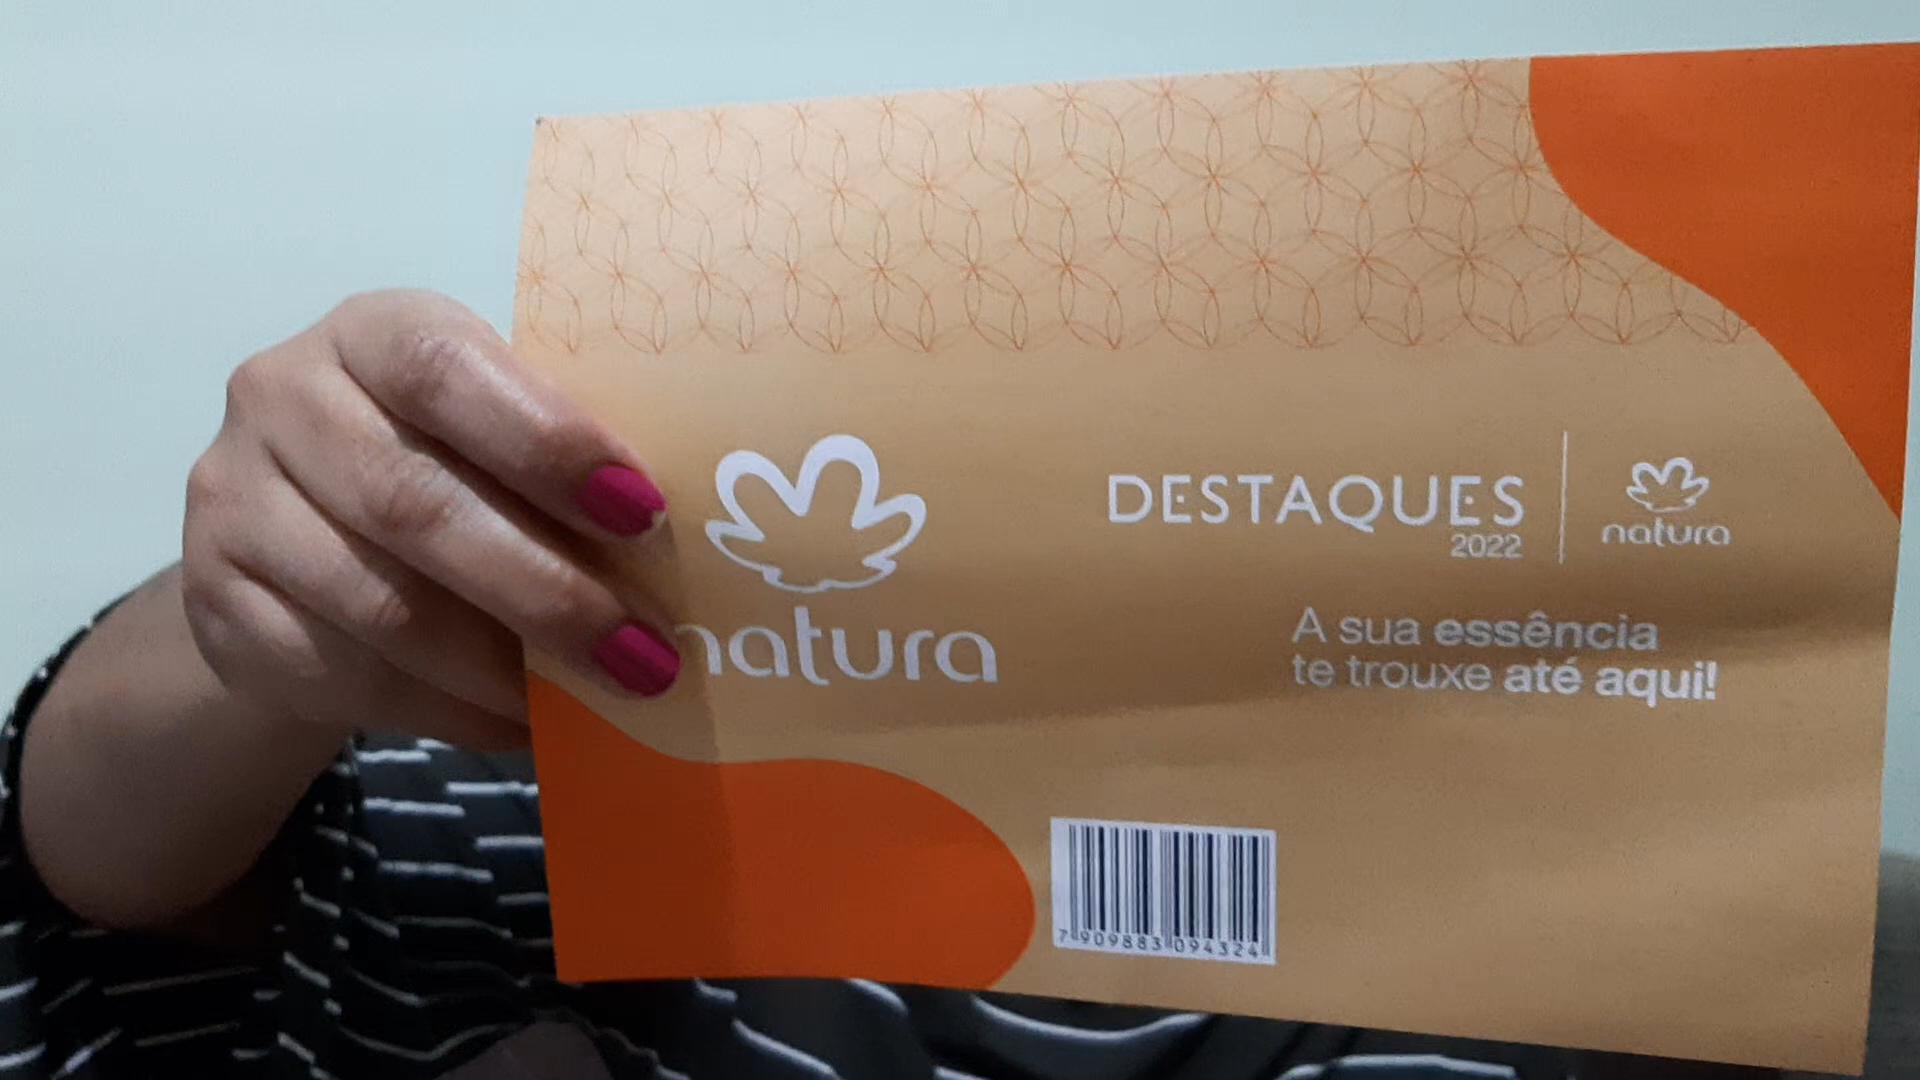 natura
DESTAQUES
2022
natura
A sua essência
te trouxe até aqui!
7 909883 094324